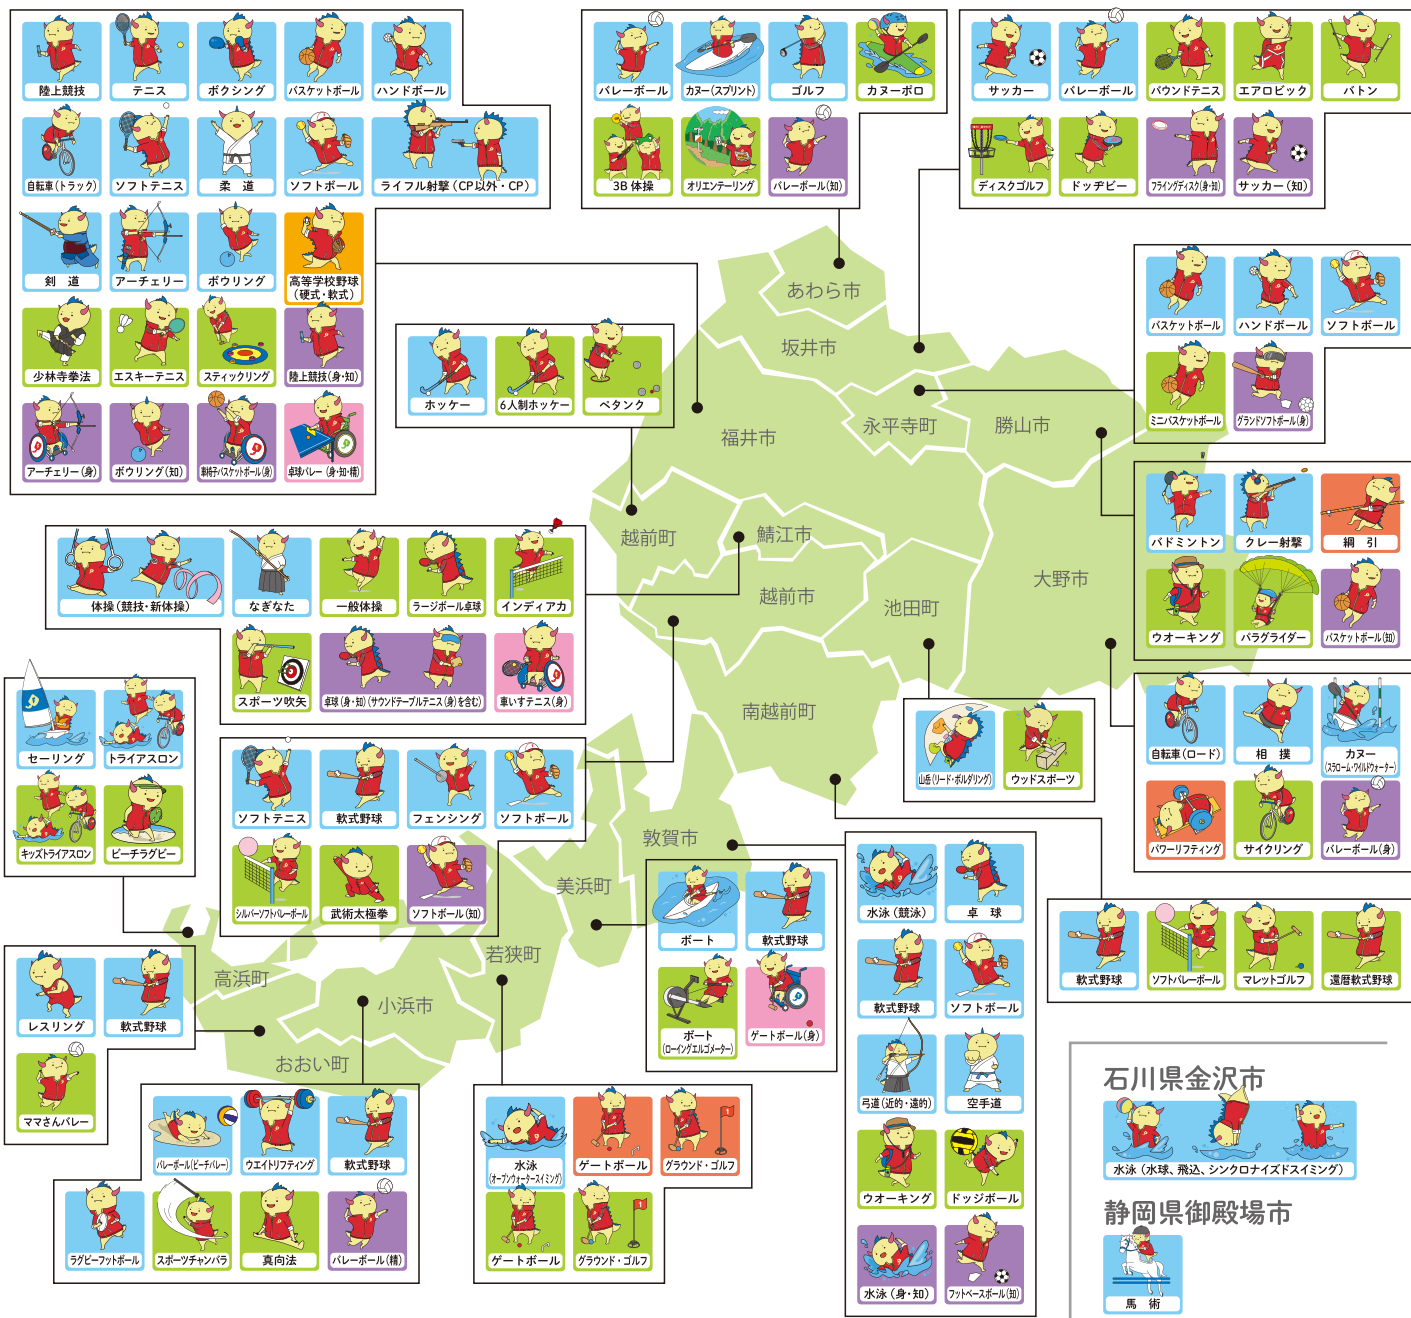 陸上競技
テニス
ボクシング
バスケットボール
ハンドボール
自転車(トラック)
ソフトテニス
柔 道
ソフトボール
ライフル射撃(CP以外・CP)
剣 道
アーチェリー
ボウリング
高等学校野球
(硬式・軟式)
少林寺拳法
エスキーテニス
スティックリング
陸上競技(身・知)
アーチェリー(身)
ボウリング(知)
車椅子バスケットボール(身)
卓球バレー(身・知・精)
バレーボール
カヌー(スプリント)
ゴルフ
カヌーポロ
3B体操
オリエンテーリング
バレーボール(知)
サッカー
バレーボール
バウンドテニス
エアロビック
バトン
ディスクゴルフ
ドッヂビー
フライングディスク(身・知)
サッカー(知)
バスケットボール
ハンドボール
ソフトボール
ミニバスケットボール
グランドソフトボール(身)
ホッケー
6人制ホッケー
ペタンク
あわら市
坂井市
永平寺町
勝山市
福井市
越前町
鯖江市
越前市
池田町
大野市
南越前町
敦賀市
美浜町
若狭町
高浜町
小浜市
おおい町
バドミントン
クレー射撃
綱 引
ウオーキング
パラグライダー
バスケットボール(知)
体操(競技・新体操)
なぎなた
一般体操
ラージボール卓球
インディアカ
スポーツ吹矢
卓球(身・知)(サウンドテーブルテニス(身)を含む)
車いすテニス(身)
セーリング
トライアスロン
キッズトライアスロン
ビーチラグビー
ソフトテニス
軟式野球
フェンシング
ソフトボール
シルバーソフトバレーボール
武術太極拳
ソフトボール(知)
山岳(リード・ボルダリング)
ウッドスポーツ
自転車(ロード)
相 撲
カヌー
(スラローム・ワイルドウォーター)
パワーリフティング
サイクリング
バレーボール(身)
ボート
軟式野球
ボート
(ローイングエルゴメーター)
ゲートボール(身)
水泳(競泳)
卓 球
軟式野球
ソフトボール
弓道(近的・遠的)
空手道
ウオーキング
ドッジボール
水泳(身・知)
フットベースボール(知)
軟式野球
ソフトバレーボール
マレットゴルフ
還暦軟式野球
レスリング
軟式野球
ママさんバレー
バレーボール(ビーチバレー)
ウエイトリフティング
軟式野球
ラグビーフットボール
スポーツチャンバラ
真向法
バレーボール(精)
水泳
(オープンウォータースイミング)
ゲートボール
グラウンド・ゴルフ
ゲートボール
グラウンド・ゴルフ
石川県金沢市
水泳(水球、飛込、シンクロナイズドスイミング)
静岡県御殿場市
馬 術